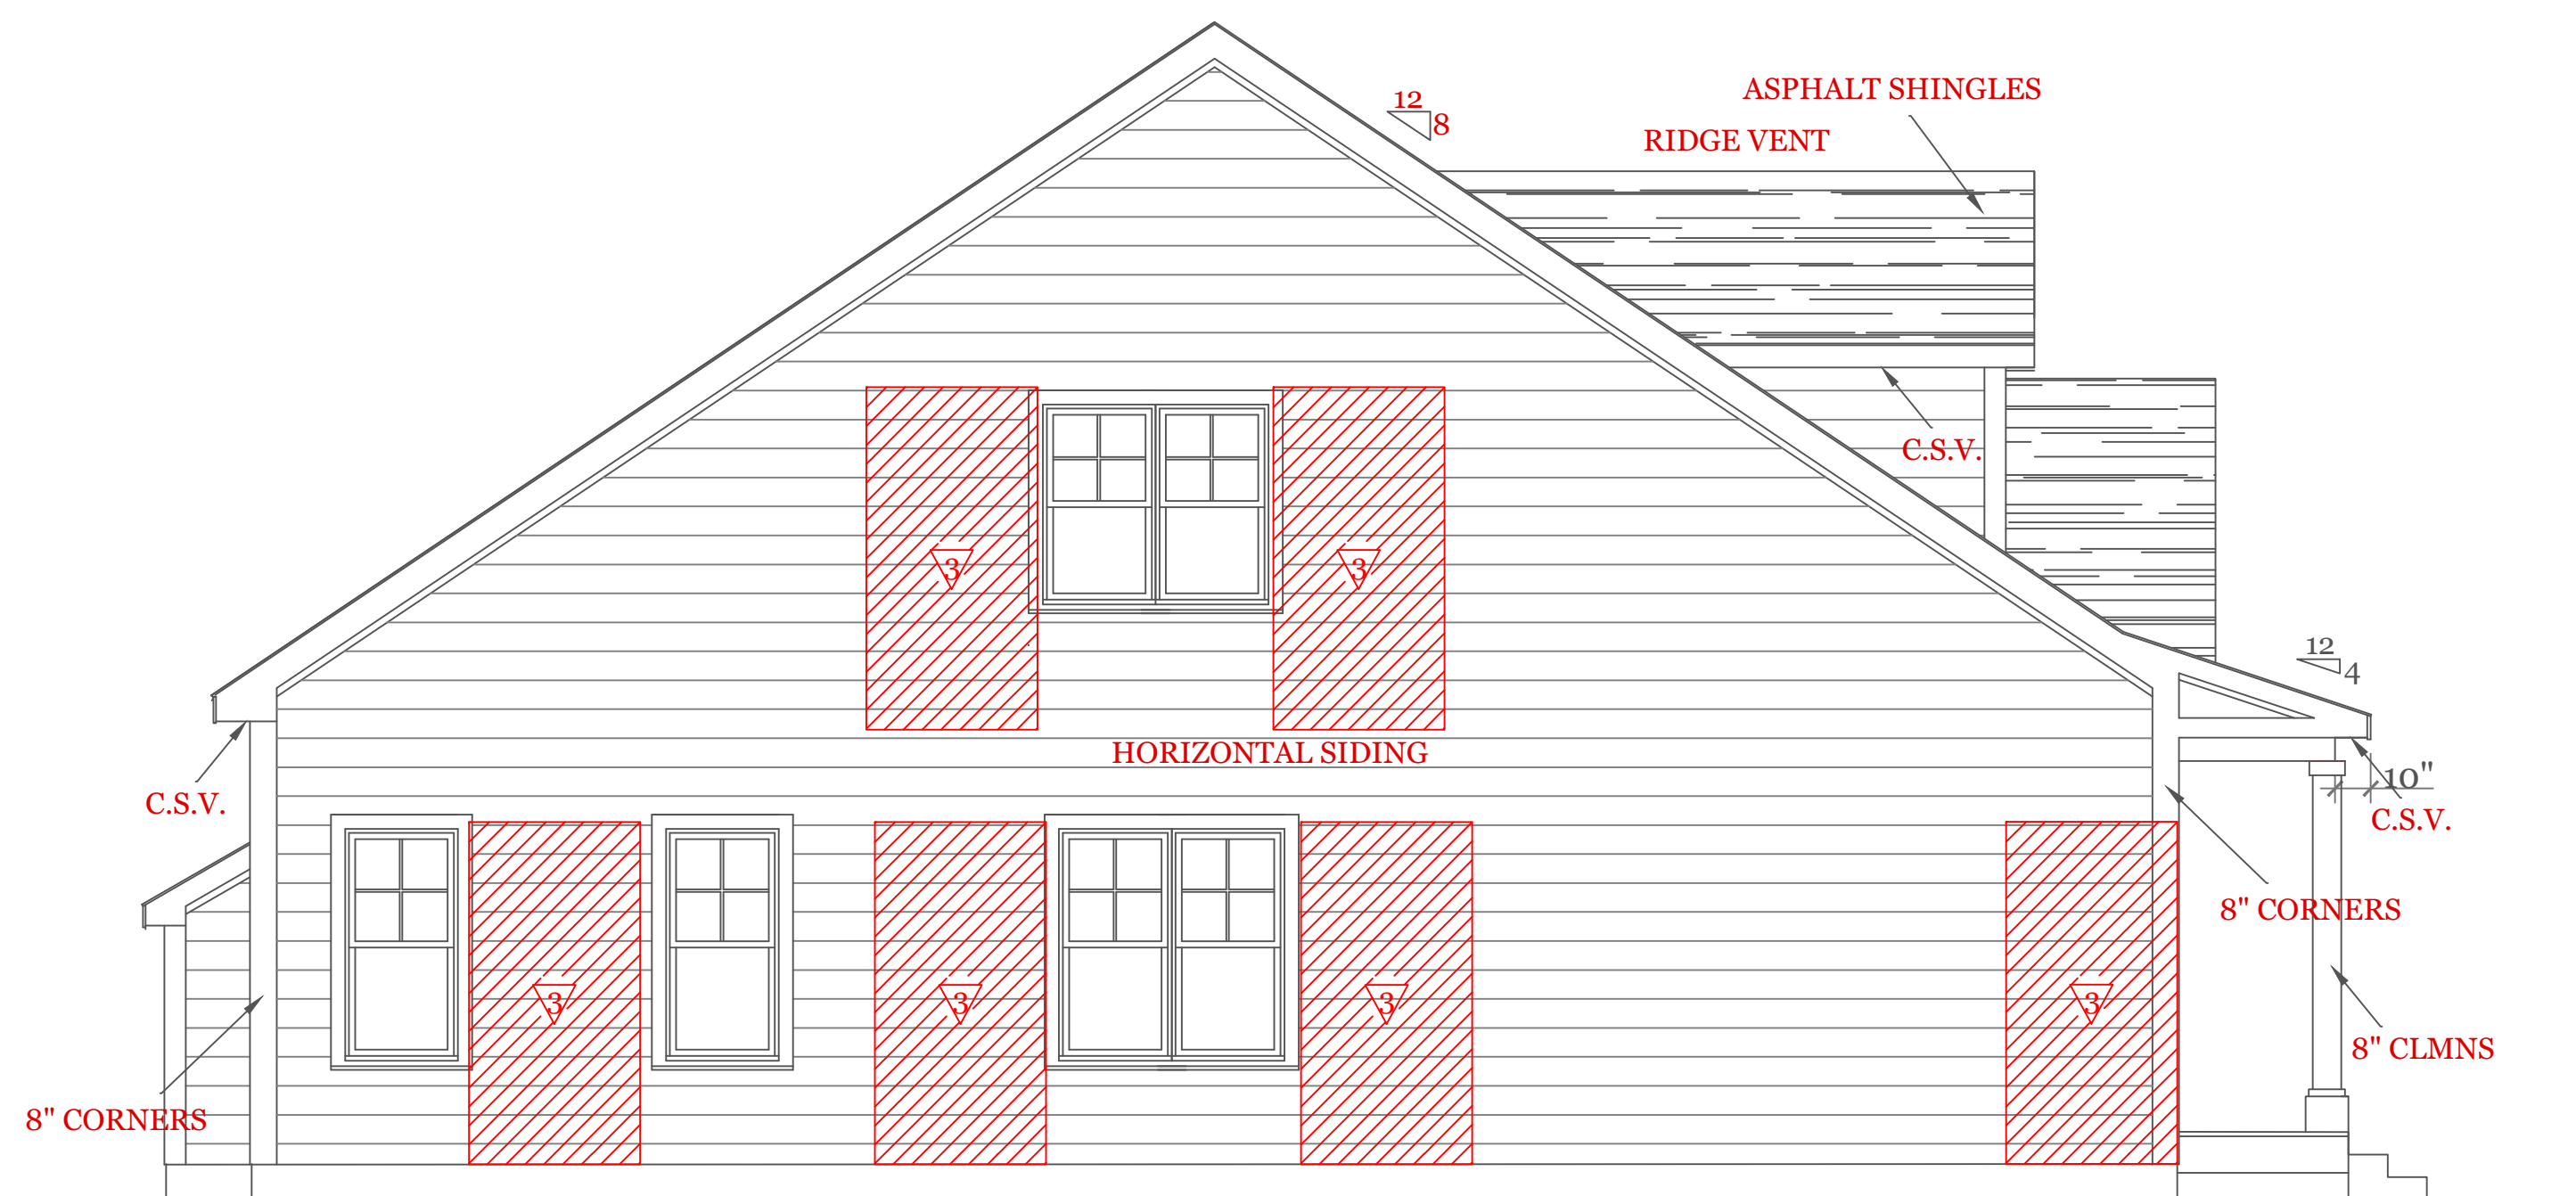 ASPHALT SHINGLES
12
8
RIDGE VENT
C.S.V.
3
3
12
4
HORIZONTAL SIDING
10"
C.S.V.
C.S.V.
8" CORNERS
3
3
3
3
8" CLMNS
8" CORNERS